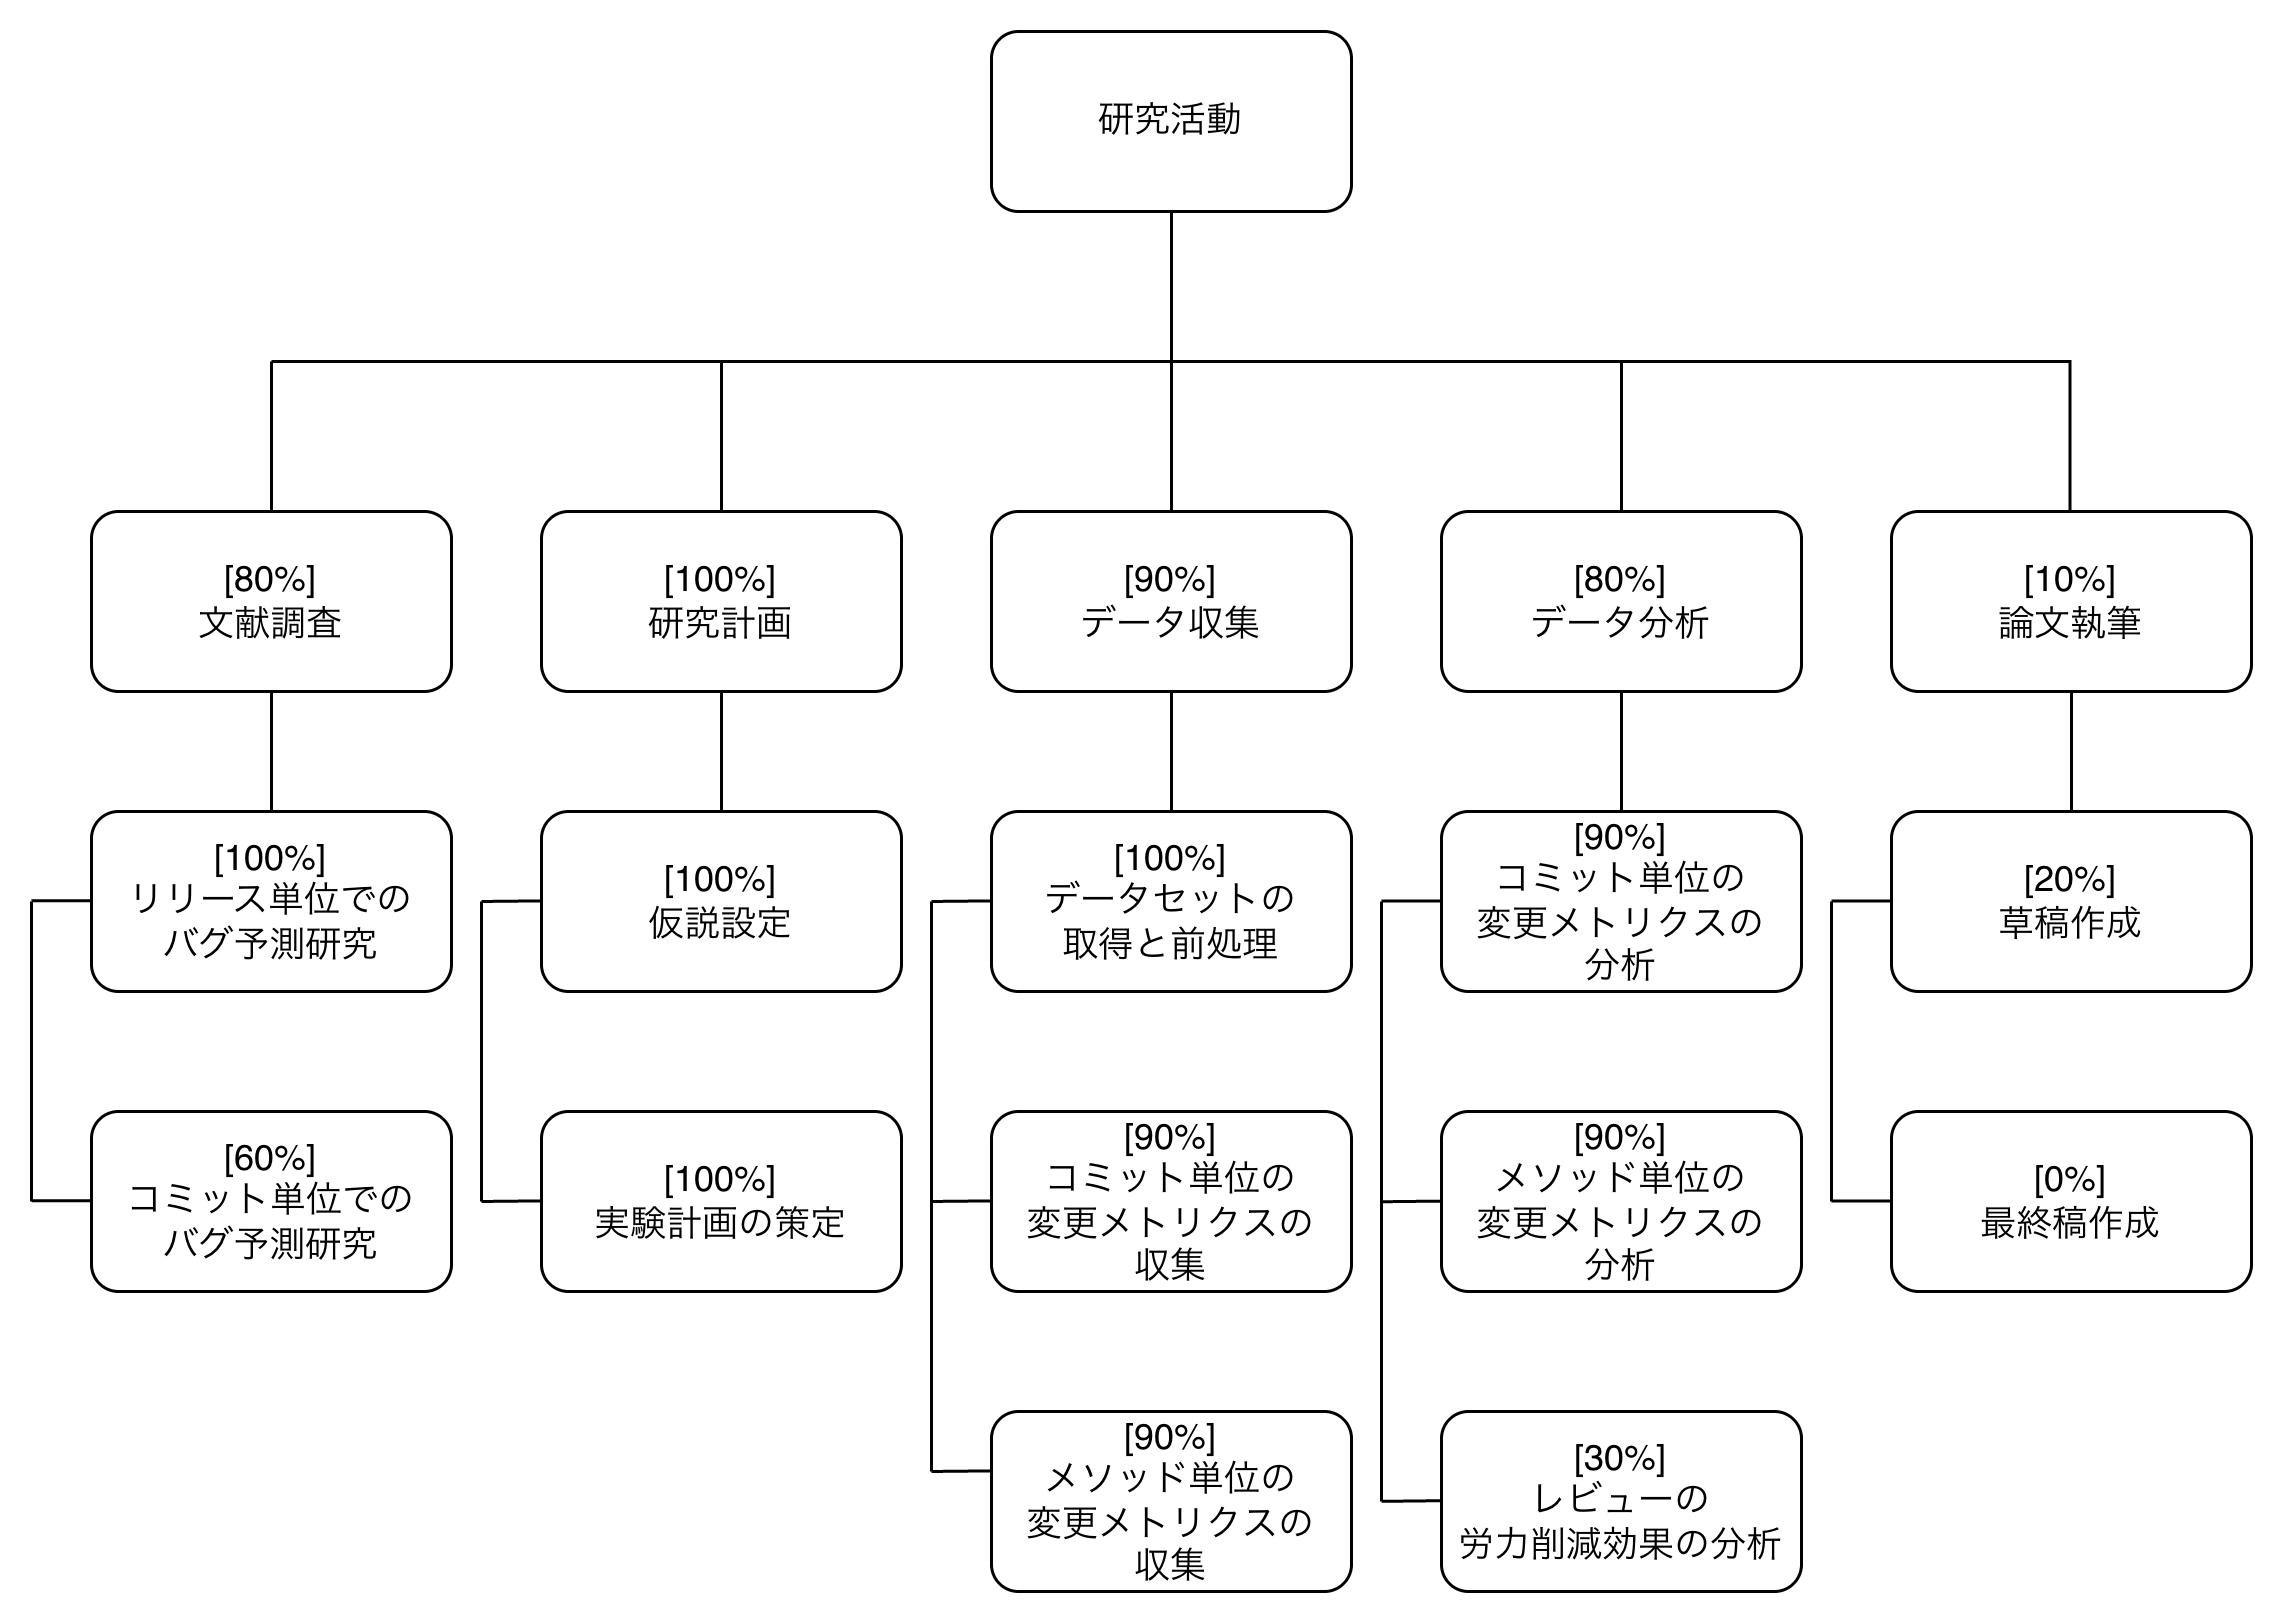 研究活動
[80%]
文献調査
[100%]
研究計画
[90%]
データ収集
[80%]
データ分析
[10%]
論文執筆
[100%]
リリース単位での
バグ予測研究
[100%]
仮説設定
[100%]
データセットの
取得と前処理
[90%]
コミット単位の
変更メトリクスの
分析
[20%]
草稿作成
[60%]
コミット単位での
バグ予測研究
[100%]
実験計画の策定
[90%]
コミット単位の
変更メトリクスの
収集
[90%]
メソッド単位の
変更メトリクスの
分析
[0%]
最終稿作成
[90%]
メソッド単位の
変更メトリクスの
収集
[30%]
レビューの
労力削減効果の分析